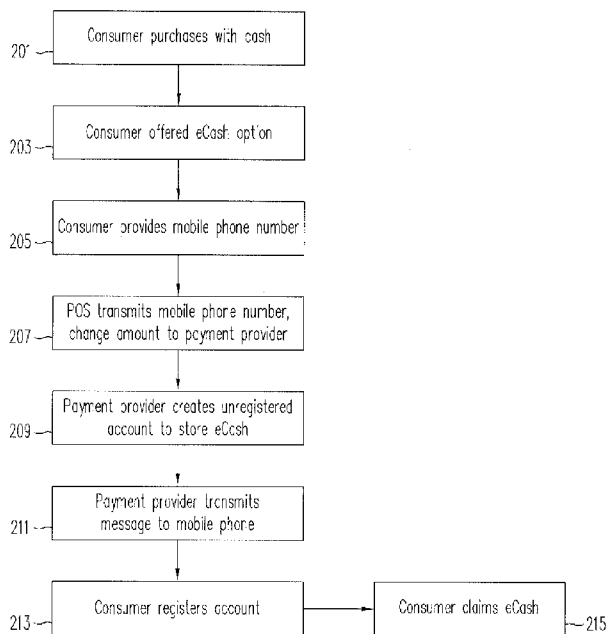 Consumer purchases with cash
20'
Consumer offered eCash option
203
Consumer provides mobile phone number
205
POS transmits mobile phone number,
change amount to payment provider
207
Payment provider creates unregistered
account to store eCash
209
Payment provider transmits
message to mobile phone
211
Consumer registers account
213
Consumer claims eCash
215